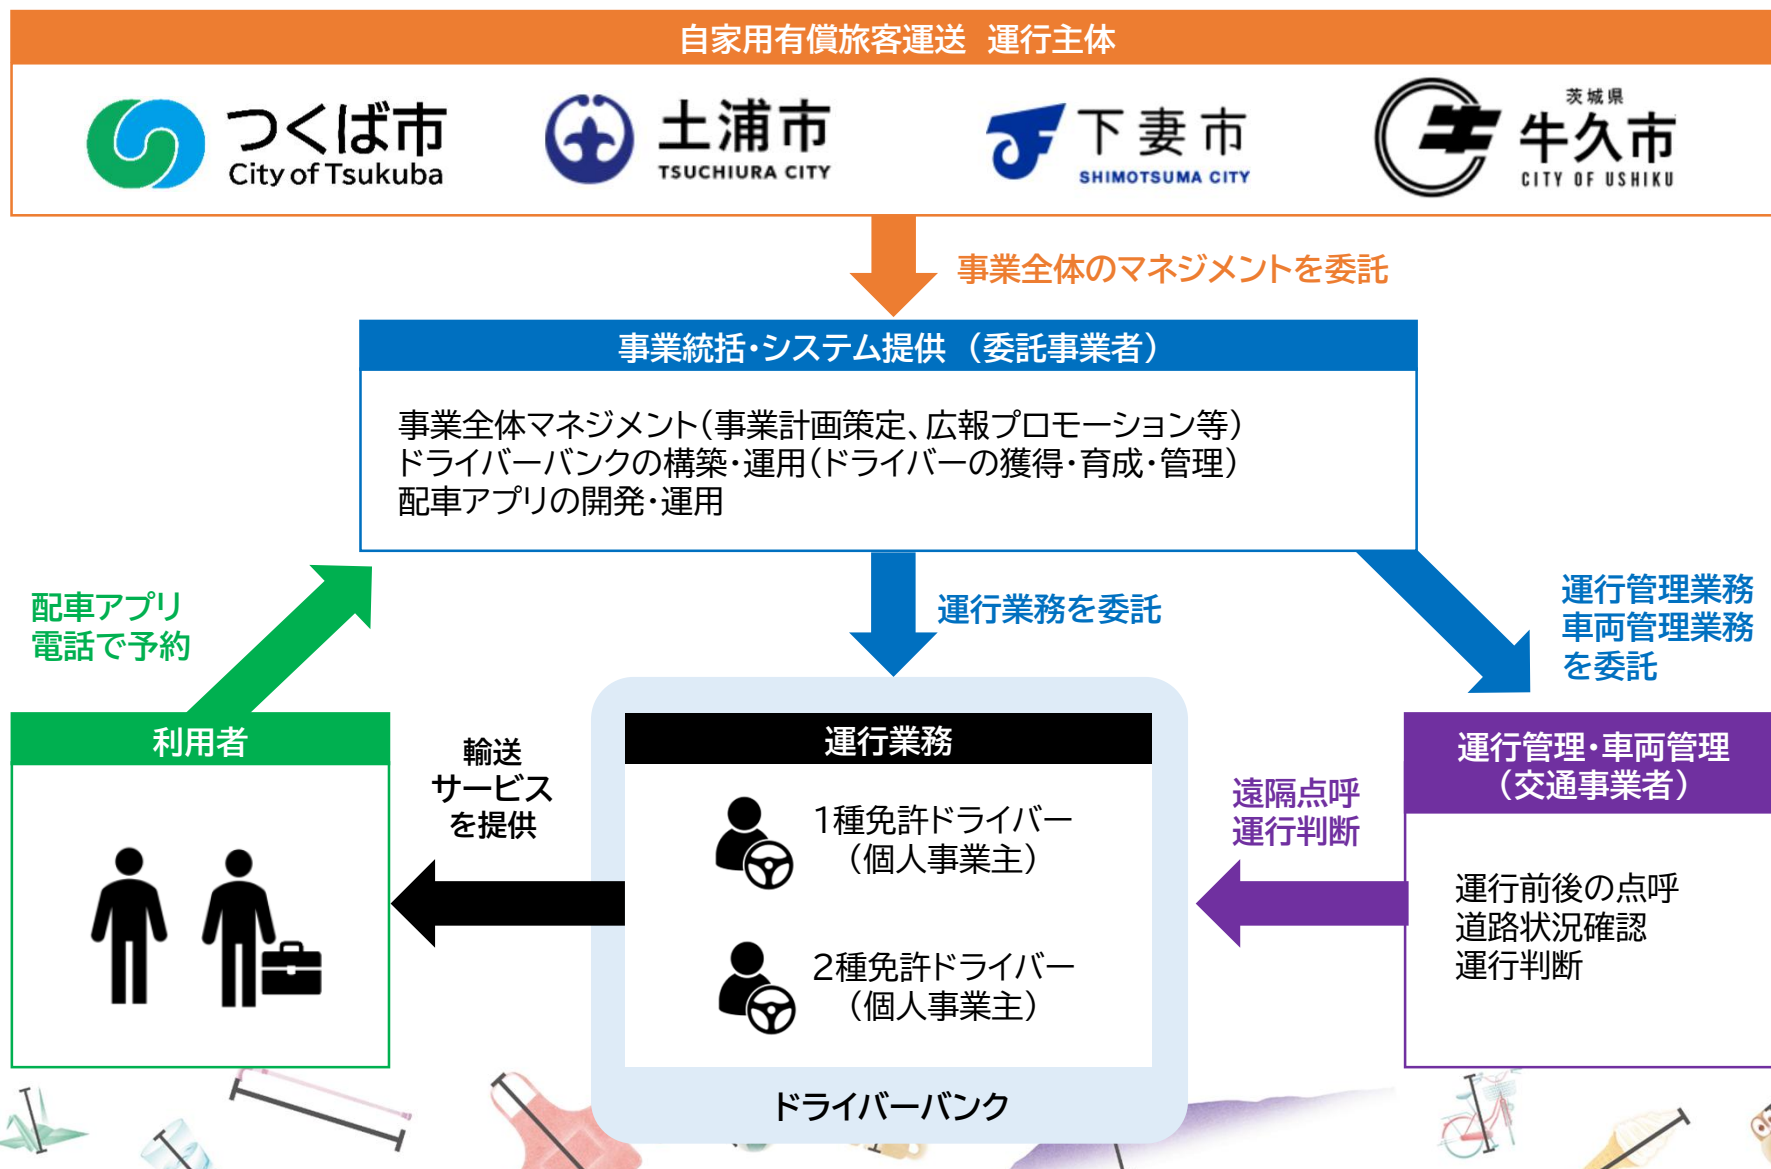 自家用有償旅客運送　運行主体
つくば市
City of Tsukuba
土浦市
TSUCHIURA CITY
下妻市
SHIMOTSUMA CITY
茨城県
牛久市
CITY OF USHIKU
事業全体のマネジメントを委託
事業統括・システム提供（委託事業者）
事業全体マネジメント（事業計画策定、広報プロモーション等）
ドライバーバンクの構築・運用（ドライバーの獲得・育成・管理）
配車アプリの開発・運用
配車アプリ
電話で予約
運行業務を委託
運行管理業務
車両管理業務
を委託
利用者
輸送
サービス
を提供
運行業務
1種免許ドライバー
（個人事業主）
2種免許ドライバー
（個人事業主）
ドライバーバンク
遠隔点呼
運行判断
運行管理・車両管理
（交通事業者）
運行前後の点呼
道路状況確認
運行判断